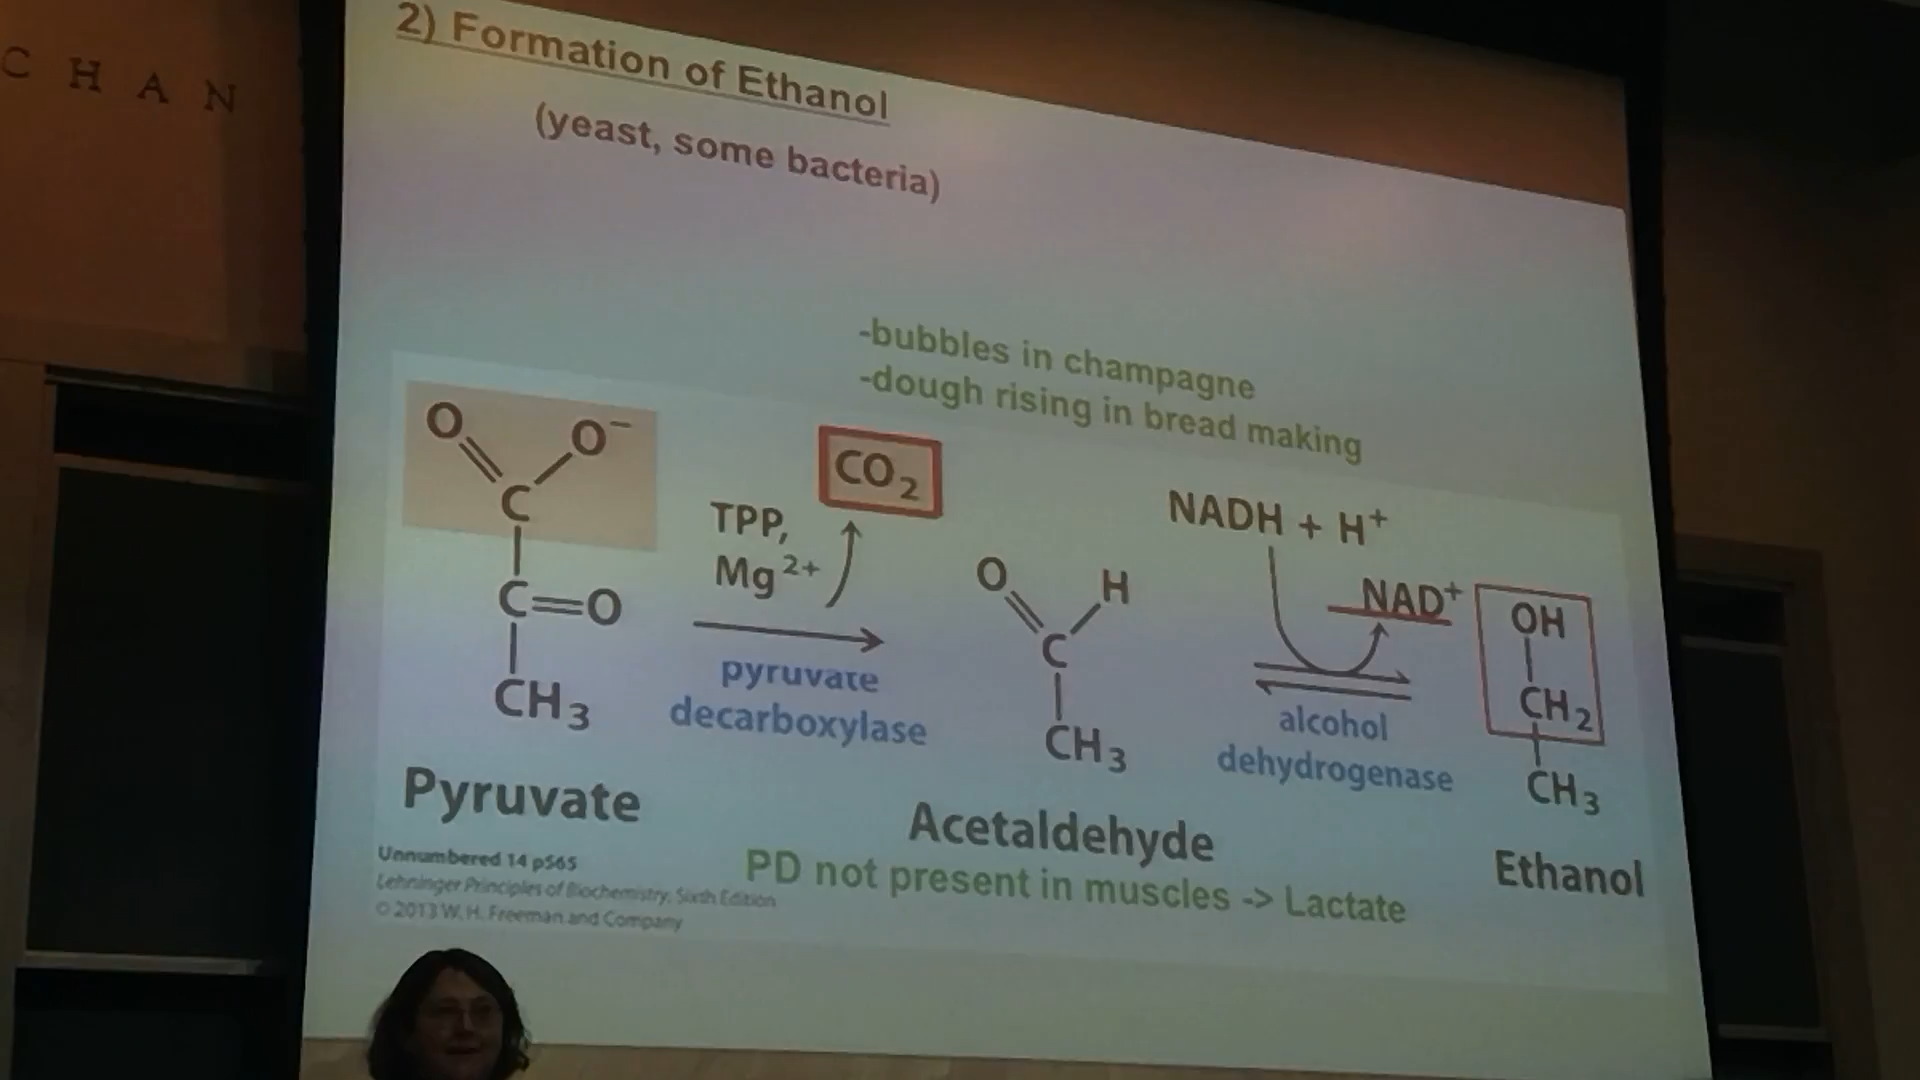 C H A N
2) Formation of Ethanol
(yeast, some bacteria)
-bubbles in champagne
-dough rising in bread making
O O⁻
C
C=O
CH₃
Pyruvate
TPP,
Mg²⁺
CO₂
pyruvate
decarboxylase
O H
C
CH₃
Acetaldehyde
NADH + H⁺
NAD⁺
alcohol
dehydrogenase
OH
CH₂
CH₃
Ethanol
PD not present in muscles -> Lactate
Unnumbered 14 p565
Lehninger Principles of Biochemistry, Sixth Edition
© 2013 W. H. Freeman and Company